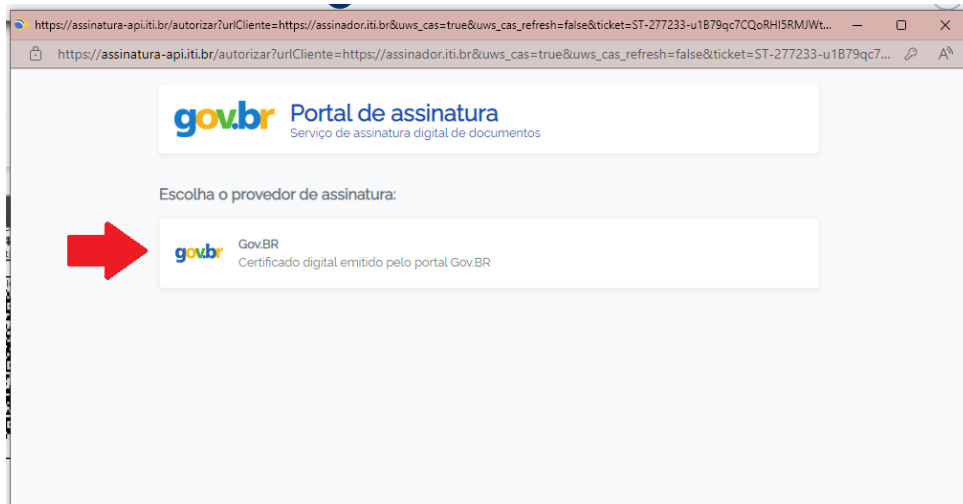 https://assinatura-api.iti.br/autorizar?urlCliente=https://assinador.iti.br&uws_cas=true&uws_cas_refresh=false&ticket=ST-277233-u1B79qc7CQoRHI5RMJWt...
https://assinatura-api.iti.br/autorizar?urlCliente=https://assinador.iti.br&uws_cas=true&uws_cas_refresh=false&ticket=ST-277233-u1B79qc7...
gov.br Portal de assinatura
Serviço de assinatura digital de documentos
Escolha o provedor de assinatura:
gov.br Gov.BR
Certificado digital emitido pelo portal Gov.BR